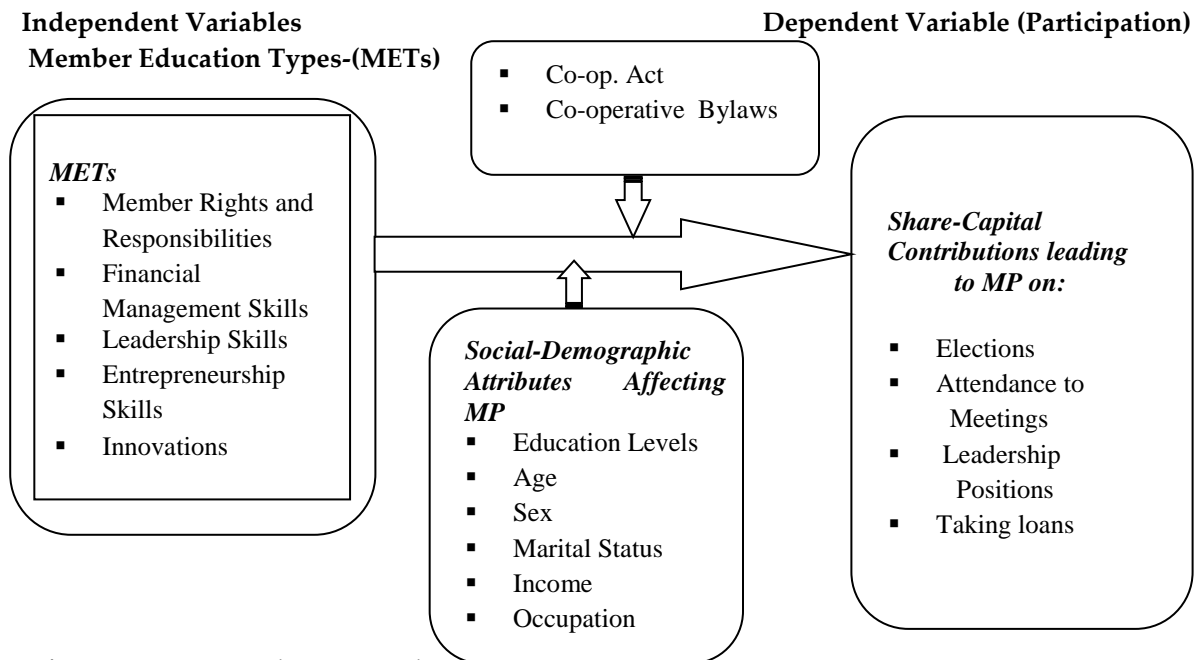 Independent Variables
Member Education Types-(METs)
Dependent Variable (Participation)
▪ Co-op. Act
▪ Co-operative Bylaws
METs
▪ Member Rights and
Responsibilities
▪ Financial
Management Skills
▪ Leadership Skills
▪ Entrepreneurship
Skills
▪ Innovations
Social-Demographic
Attributes Affecting
MP
▪ Education Levels
▪ Age
▪ Sex
▪ Marital Status
▪ Income
▪ Occupation
Share-Capital
Contributions leading
to MP on:
▪ Elections
▪ Attendance to
Meetings
▪ Leadership
Positions
▪ Taking loans